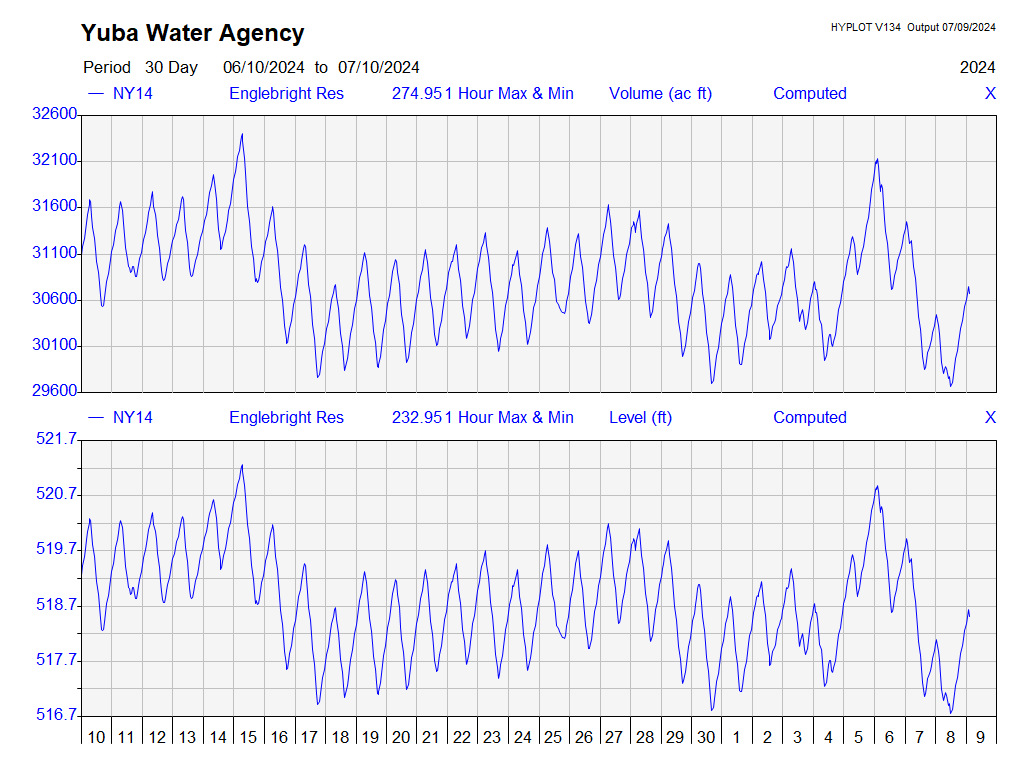 Yuba Water Agency
HYPLOT V134 Output 07/09/2024
Period 30 Day 06/10/2024 to 07/10/2024
2024
NY14 Englebright Res 274.951 Hour Max & Min Volume (ac ft) Computed X
32600
32100
31600
31100
30600
30100
29600
NY14 Englebright Res 232.951 Hour Max & Min Level (ft) Computed X
521.7
520.7
519.7
518.7
517.7
516.7
10 11 12 13 14 15 16 17 18 19 20 21 22 23 24 25 26 27 28 29 30 1 2 3 4 5 6 7 8 9